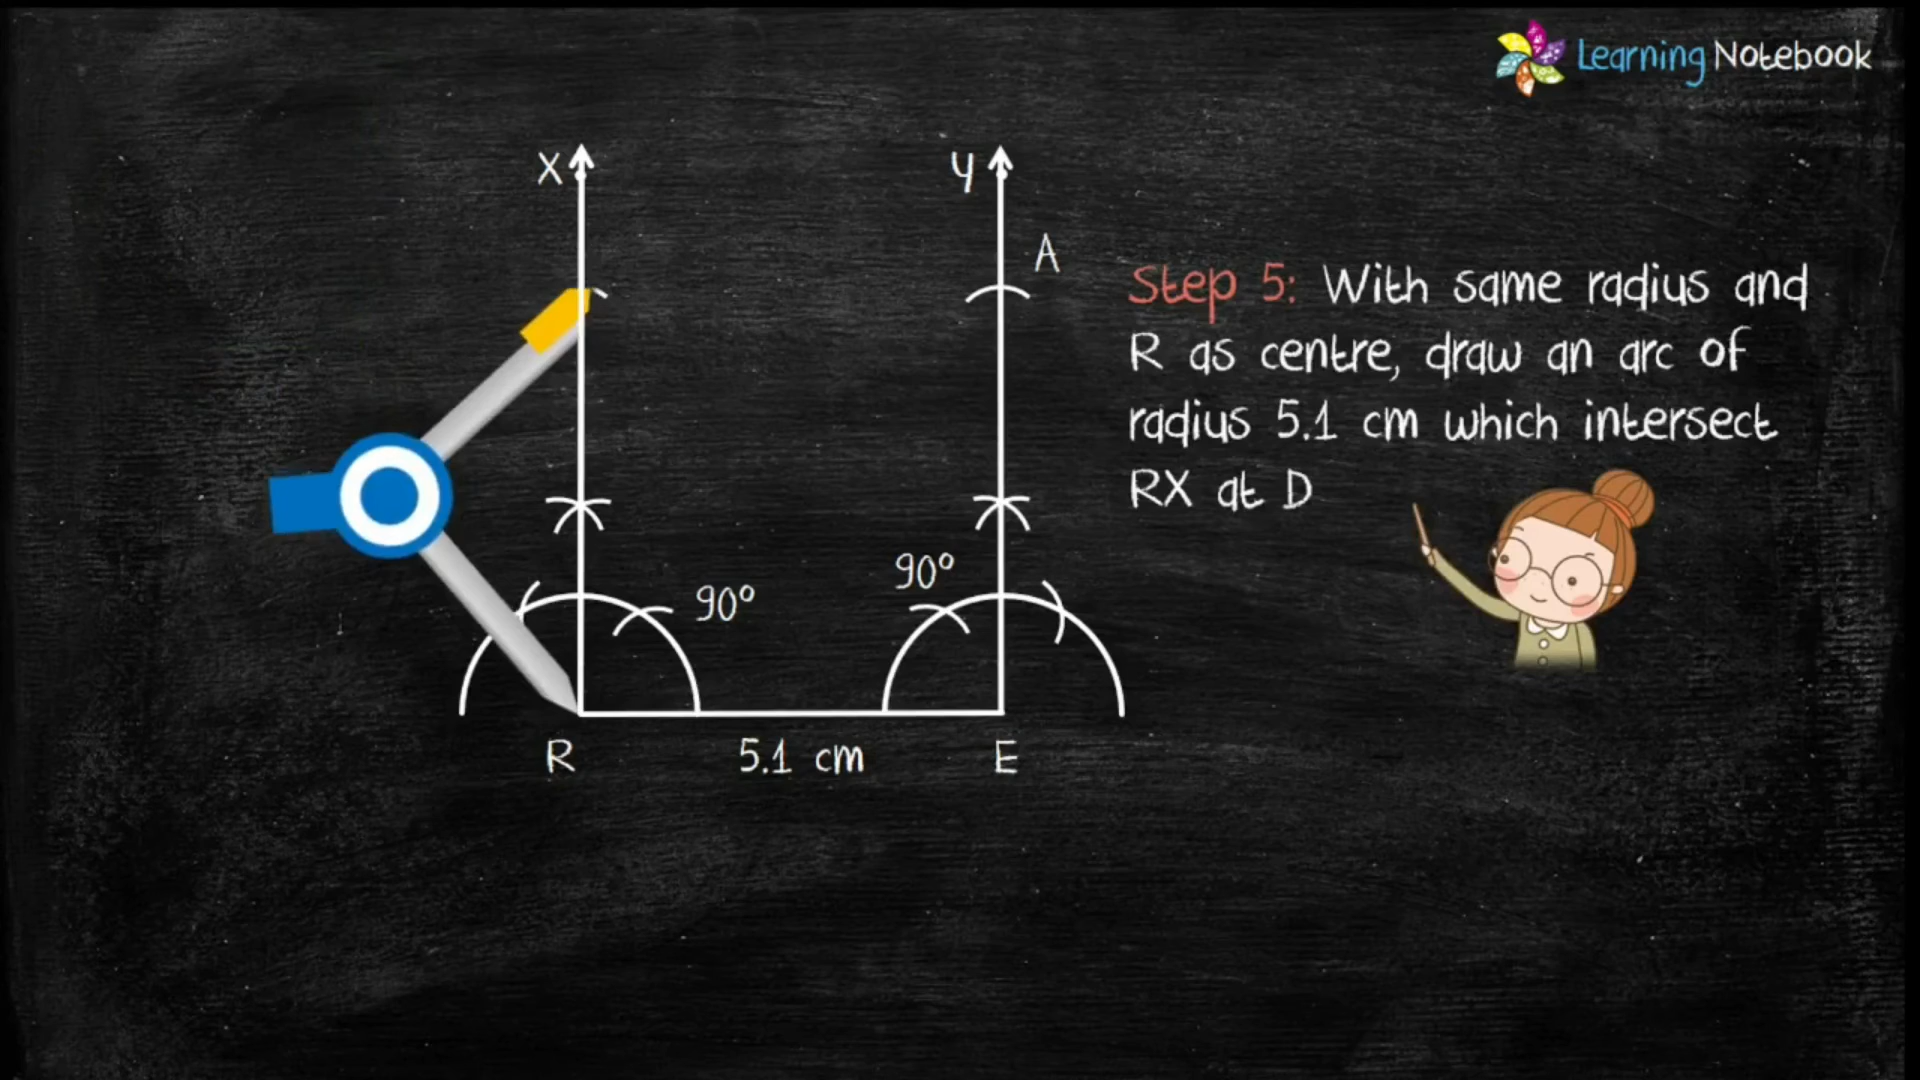 Learning Notebook
X
Y
A
Step 5: With same radius and
R as centre, draw an arc of
radius 5.1 cm which intersect
RX at D
90°
90°
R
5.1 cm
E